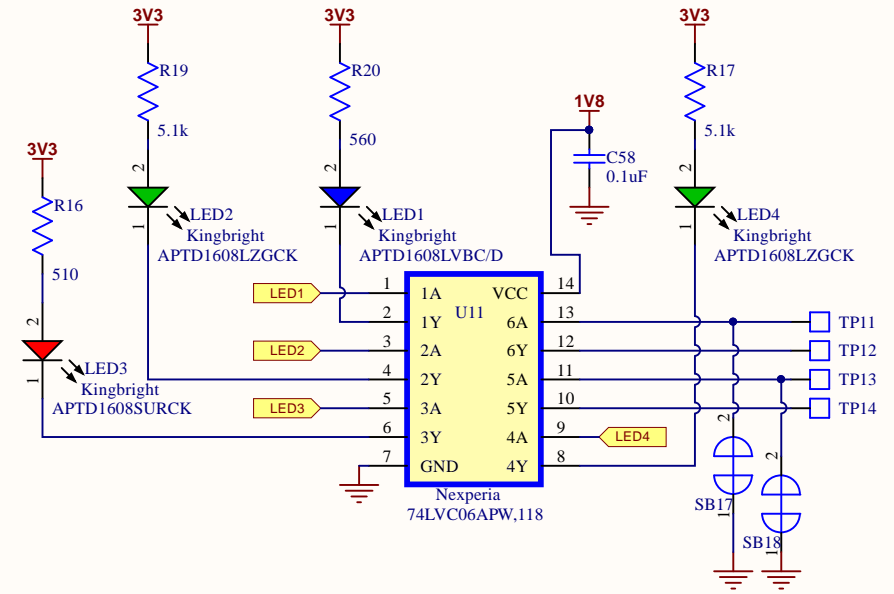 3V3
R19
5.1k
2
1
LED2
Kingbright
APTD1608LZGCK
3V3
R20
560
2
1
LED1
Kingbright
APTD1608LVBC/D
3V3
R17
5.1k
2
1
LED4
Kingbright
APTD1608LZGCK
1V8
C58
0.1uF
3V3
R16
510
2
1
LED3
Kingbright
APTD1608SURCK
LED1
LED2
LED3
LED4
U11
1 1A VCC 14
2 1Y 6A 13
3 2A 6Y 12
4 2Y 5A 11
5 3A 5Y 10
6 3Y 4A 9
7 GND 4Y 8
Nexperia
74LVC06APW,118
TP11
TP12
TP13
TP14
2
SB17
1
2
SB18
1